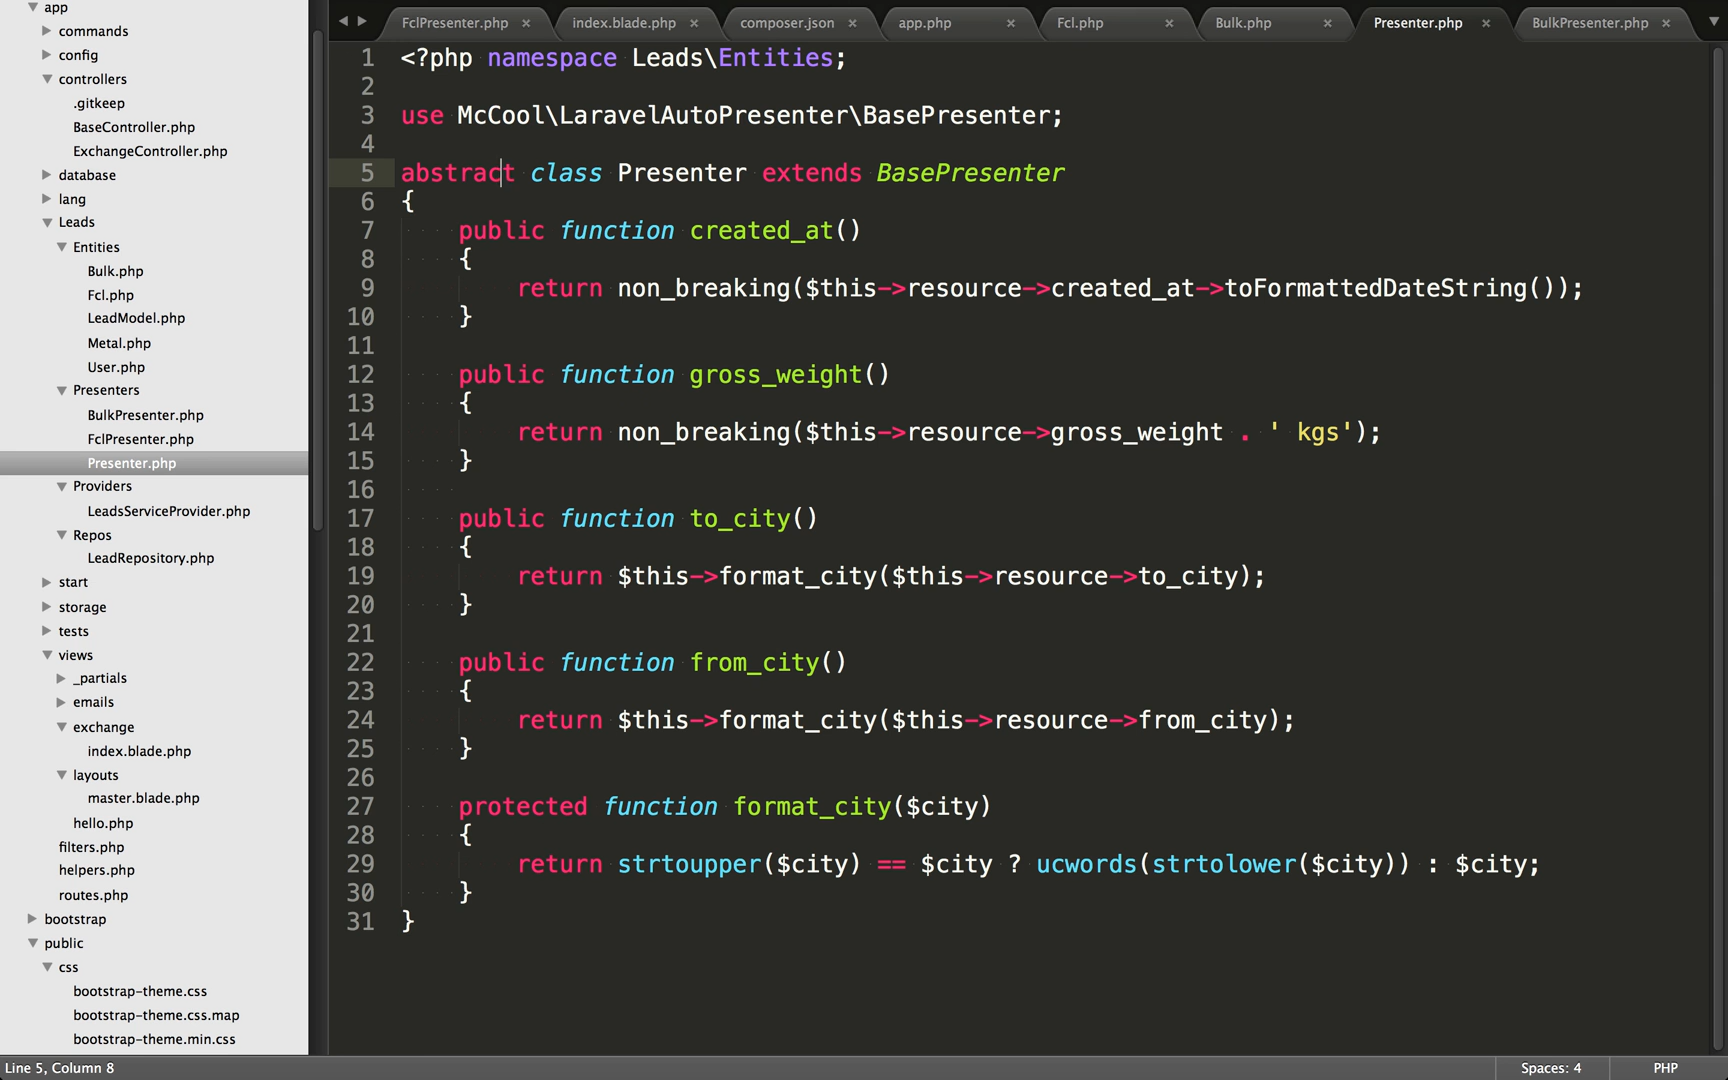 app
commands
config
controllers
.gitkeep
BaseController.php
ExchangeController.php
database
lang
Leads
Entities
Bulk.php
Fcl.php
LeadModel.php
Metal.php
User.php
Presenters
BulkPresenter.php
FclPresenter.php
Presenter.php
Providers
LeadsServiceProvider.php
Repos
LeadRepository.php
start
storage
tests
views
_partials
emails
exchange
index.blade.php
layouts
master.blade.php
hello.php
filters.php
helpers.php
routes.php
bootstrap
public
css
bootstrap-theme.css
bootstrap-theme.css.map
bootstrap-theme.min.css
FclPresenter.php × index.blade.php × composer.json × app.php × Fcl.php × Bulk.php × Presenter.php × BulkPresenter.php ×
1 <?php namespace Leads\Entities;
2
3 use McCool\LaravelAutoPresenter\BasePresenter;
4
5 abstract class Presenter extends BasePresenter
6 {
7     public function created_at()
8     {
9         return non_breaking($this->resource->created_at->toFormattedDateString());
10     }
11
12     public function gross_weight()
13     {
14         return non_breaking($this->resource->gross_weight . ' kgs');
15     }
16
17     public function to_city()
18     {
19         return $this->format_city($this->resource->to_city);
20     }
21
22     public function from_city()
23     {
24         return $this->format_city($this->resource->from_city);
25     }
26
27     protected function format_city($city)
28     {
29         return strtoupper($city) == $city ? ucwords(strtolower($city)) : $city;
30     }
31 }
Line 5, Column 8
Spaces: 4
PHP